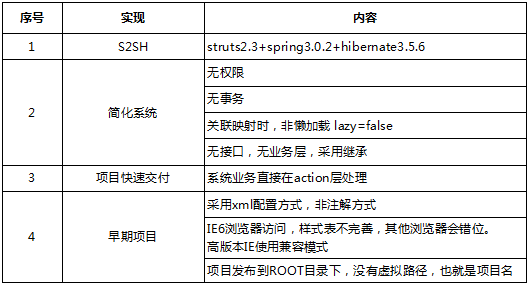 序号 实现 内容
1 S2SH struts2.3+spring3.0.2+hibernate3.5.6
无权限
无事务
2 简化系统
关联映射时，非懒加载 lazy=false
无接口，无业务层，采用继承
3 项目快速交付 系统业务直接在action层处理
采用xml配置方式，非注解方式
4 早期项目
IE6浏览器访问，样式表不完善，其他浏览器会错位。
高版本IE使用兼容模式
项目发布到ROOT目录下，没有虚拟路径，也就是项目名